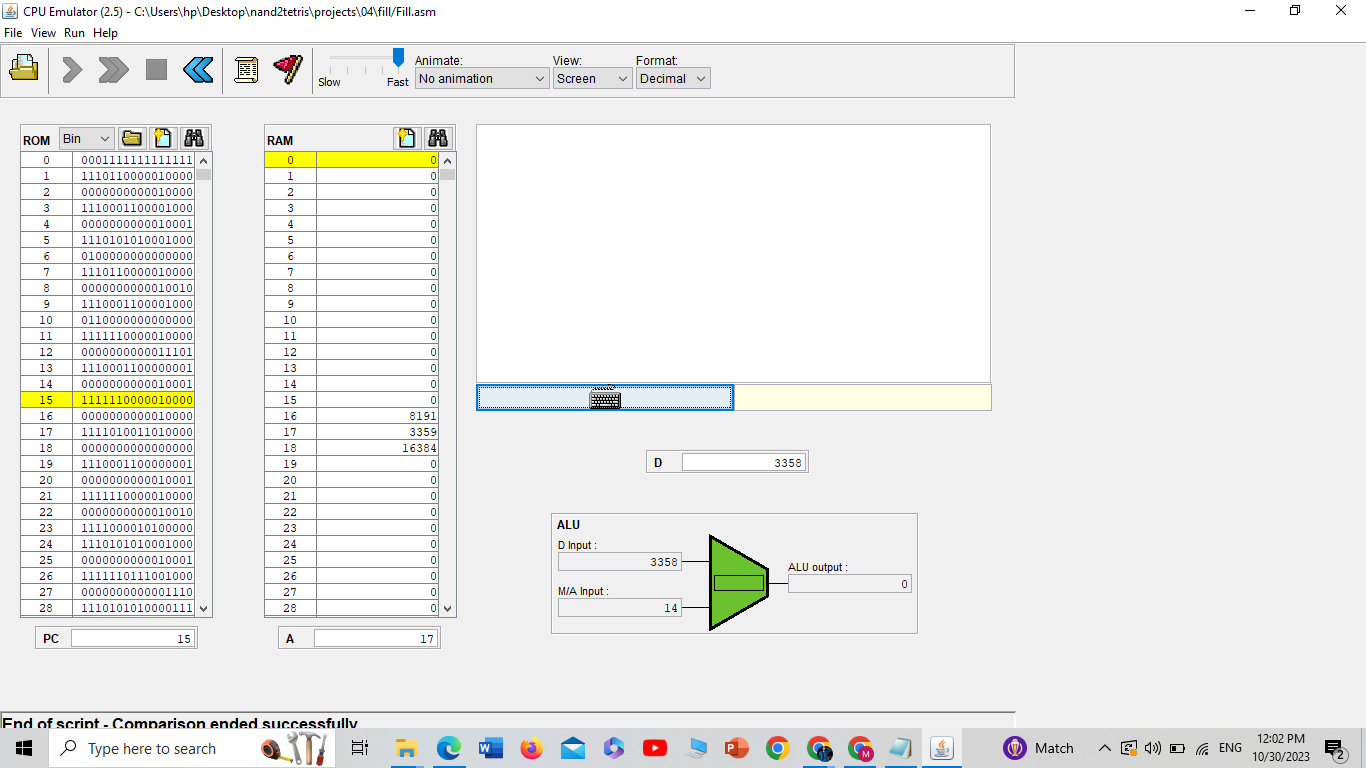 CPU Emulator (2.5) - C:\Users\hp\Desktop\nand2tetris\projects\04\fill/Fill.asm
File View Run Help
Animate: View: Format:
Slow Fast No animation Screen Decimal
ROM Bin RAM
0 0001111111111111 0 0
1 1110110000010000 1 0
2 0000000000010000 2 0
3 1110001100001000 3 0
4 0000000000010001 4 0
5 1110101010001000 5 0
6 0100000000000000 6 0
7 1110110000010000 7 0
8 0000000000010010 8 0
9 1110001100001000 9 0
10 0110000000000000 10 0
11 1111110000010000 11 0
12 0000000000011101 12 0
13 1110001100000001 13 0
14 0000000000010001 14 0
15 1111110000010000 15 0
16 0000000000010000 16 8191
17 1111010011010000 17 3359
18 0000000000000000 18 16384
19 1110001100000001 19 0
20 0000000000010001 20 0
21 1111110000010000 21 0
22 0000000000010010 22 0
23 1111000010100000 23 0
24 1110101010001000 24 0
25 0000000000010001 25 0
26 1111110111001000 26 0
27 0000000000001110 27 0
28 1110101010000111 28 0
PC 15 A 17
D 3358
ALU
D Input :
3358
M/A Input :
14
ALU output :
0
End of script - Comparison ended successfully
Type here to search
Match
ENG
12:02 PM
10/30/2023
2